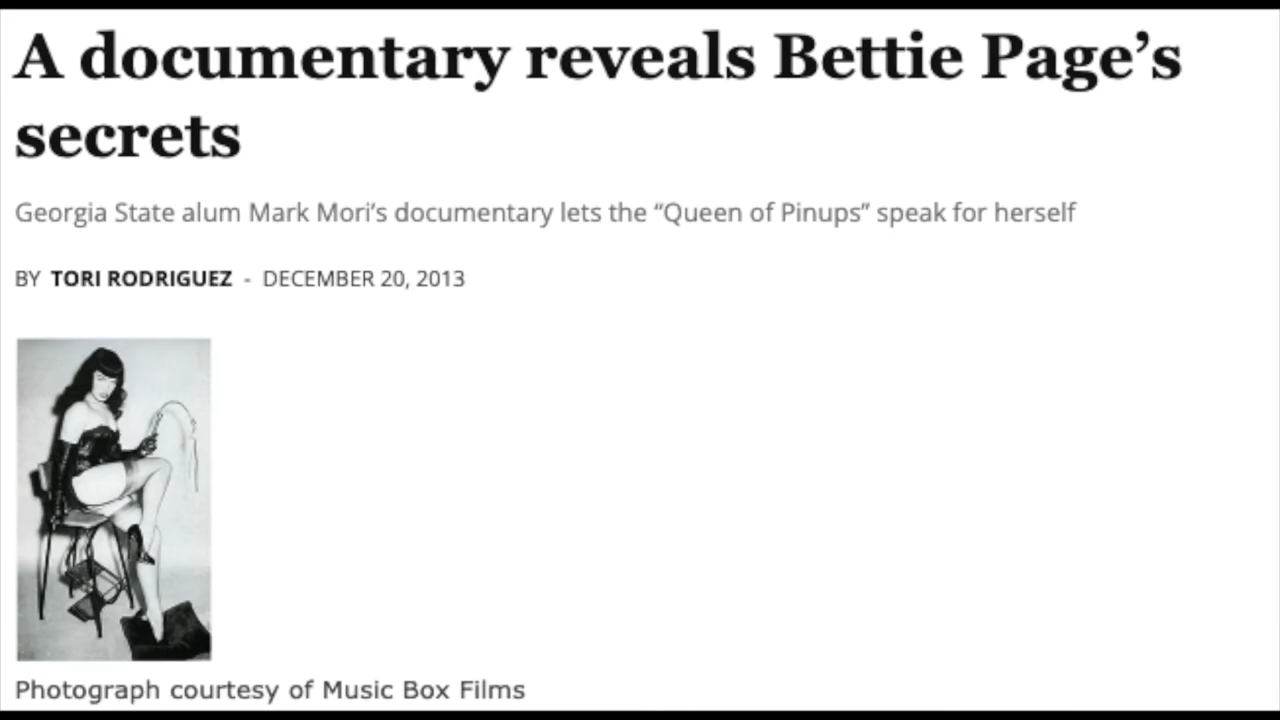 A documentary reveals Bettie Page’s
secrets
Georgia State alum Mark Mori’s documentary lets the “Queen of Pinups” speak for herself
BY TORI RODRIGUEZ - DECEMBER 20, 2013
Photograph courtesy of Music Box Films